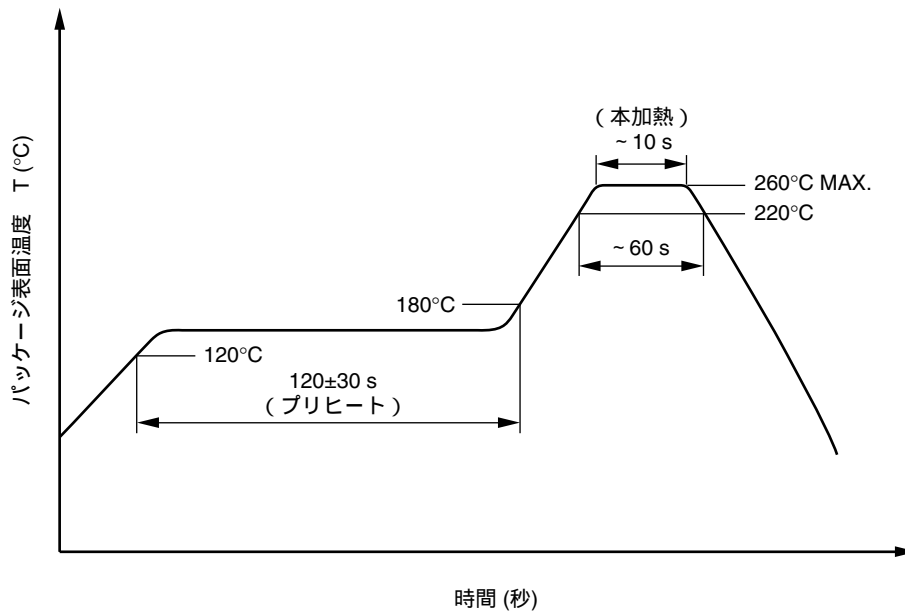 (本加熱)
~ 10 s
260°C MAX.
220°C
~ 60 s
180°C
120°C
120±30 s
(プリヒート)
パッケージ表面温度 T (°C)
時間 (秒)